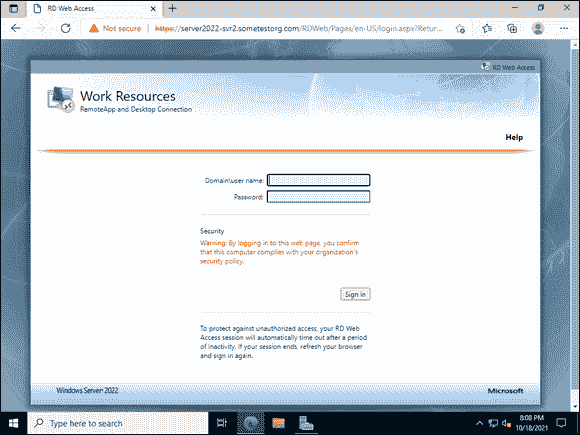 RD Web Access
Not secure https://server2022-svr2.sometestorg.com/RDWeb/Pages/en-US/login.aspx?Retur...
RD Web Access
Work Resources
RemoteApp and Desktop Connection
Help
Domain\user name:
Password:
Security
Warning: By logging in to this web page, you confirm
that this computer complies with your organization's
security policy.
Sign in
To protect against unauthorized access, your RD Web
Access session will automatically time out after a period
of inactivity. If your session ends, refresh your browser
and sign in again.
Windows Server 2022
Microsoft
Type here to search
8:08 PM
10/18/2021